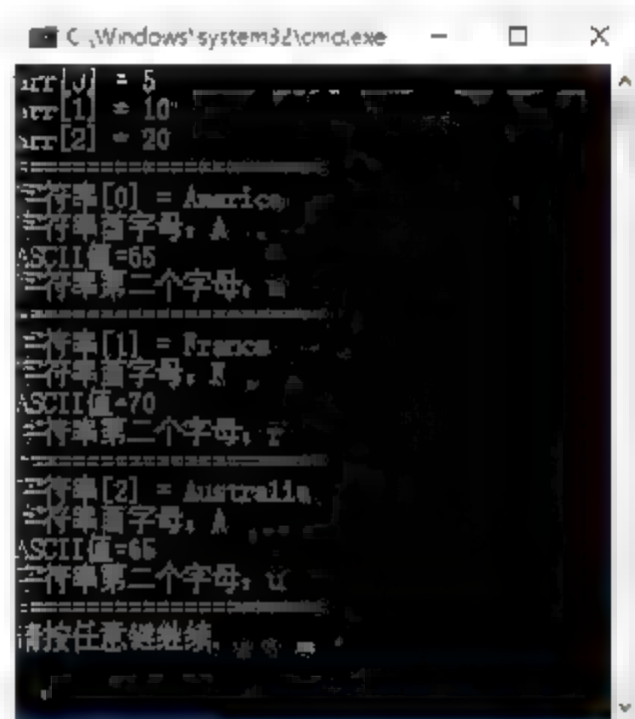 C:\Windows\system32\cmd.exe
arr[0] = 5
arr[1] = 10
arr[2] = 20
====================
字符串[0] = America
字符串首字母：A
ASCII值=65
字符串第二个字母：m
====================
字符串[1] = France
字符串首字母：F
ASCII值=70
字符串第二个字母：r
====================
字符串[2] = Australia
字符串首字母：A
ASCII值=65
字符串第二个字母：u
====================
请按任意键继续. . .